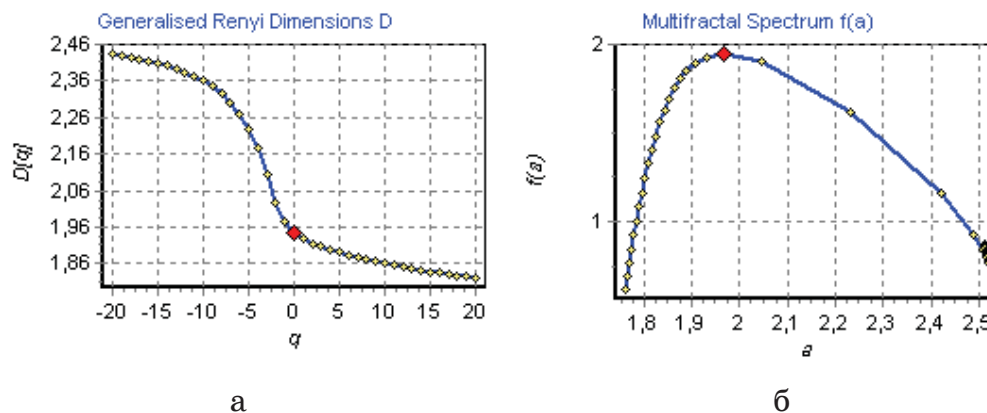 Generalised Renyi Dimensions D
2,46
2,36
2,26
2,16
2,06
1,96
1,86
D[q]
-20 -15 -10 -5 0 5 10 15 20
q
а
Multifractal Spectrum f(a)
2
1
f(a)
1,8 1,9 2 2,1 2,2 2,3 2,4 2,5
a
б